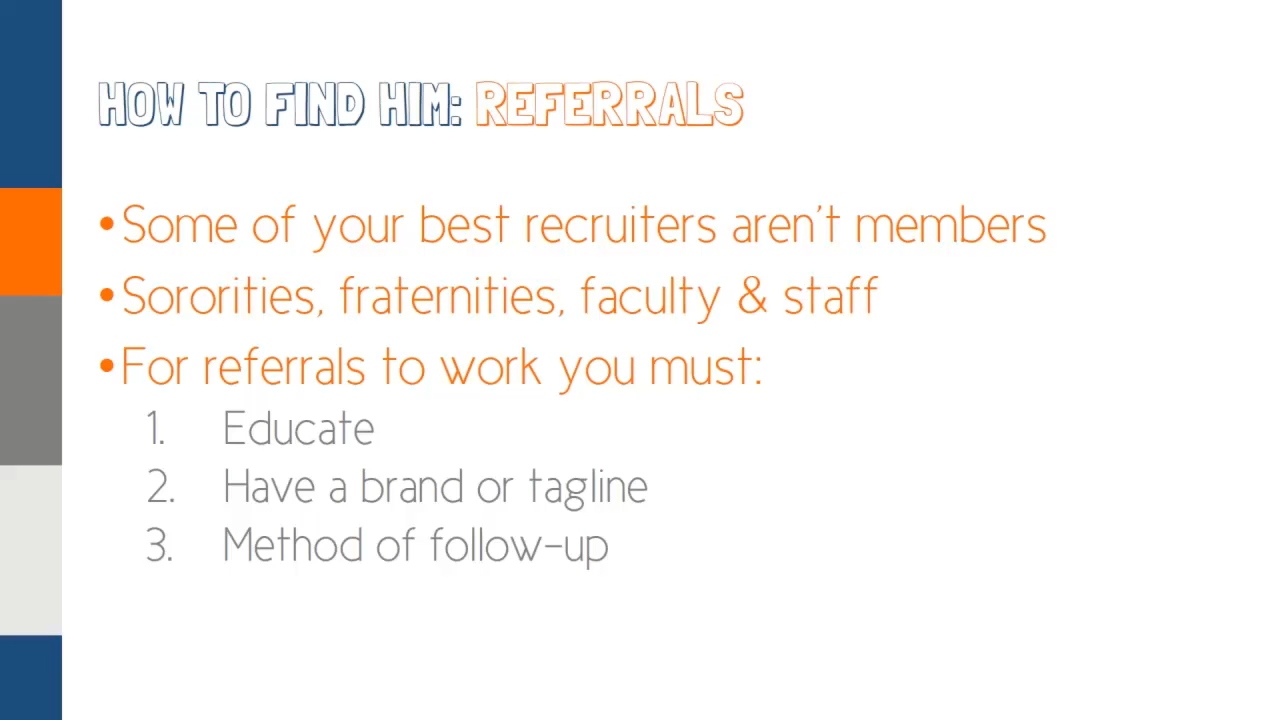 HOW TO FIND HIM: REFERRALS
•Some of your best recruiters aren't members
•Sororities, fraternities, faculty & staff
•For referrals to work you must:
1. Educate
2. Have a brand or tagline
3. Method of follow-up